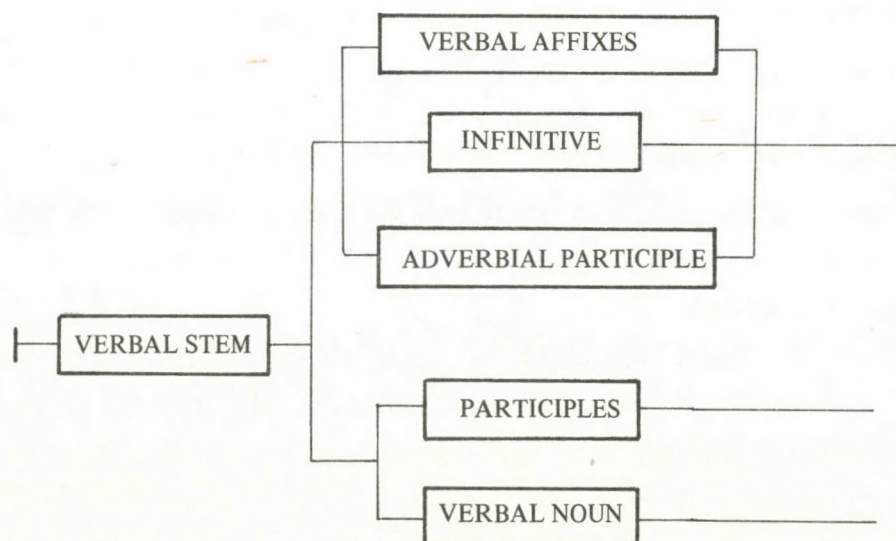 VERBAL AFFIXES
INFINITIVE
ADVERBIAL PARTICIPLE
VERBAL STEM
PARTICIPLES
VERBAL NOUN